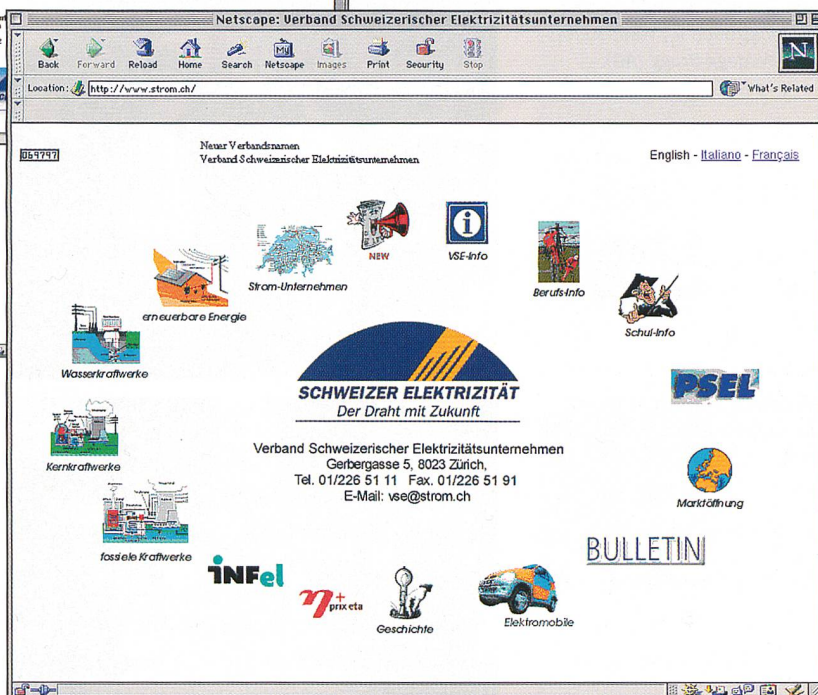 Netscape: Verband Schweizerischer Elektrizitätsunternehmen
Back Forward Reload Home Search Netscape Images Print Security Stop
N
Location: http://www.strom.ch/ What's Related
069797
Neuer Verbandsnamen
Verband Schweizerischer Elektrizitätsunternehmen
English - Italiano - Français
NEW
VSE-Info
Strom-Unternehmen
Berufs-Info
erneuerbare Energie
Schul-Info
Wasserkraftwerke
SCHWEIZER ELEKTRIZITÄT
Der Draht mit Zukunft
PSEL
Verband Schweizerischer Elektrizitätsunternehmen
Gerbergasse 5, 8023 Zürich,
Tel. 01/226 51 11 Fax. 01/226 51 91
E-Mail: vse@strom.ch
Kernkraftwerke
Marktöffnung
fossiele Kraftwerke
BULLETIN
iNFel
η+ prix eta
Geschichte
Elektromobile